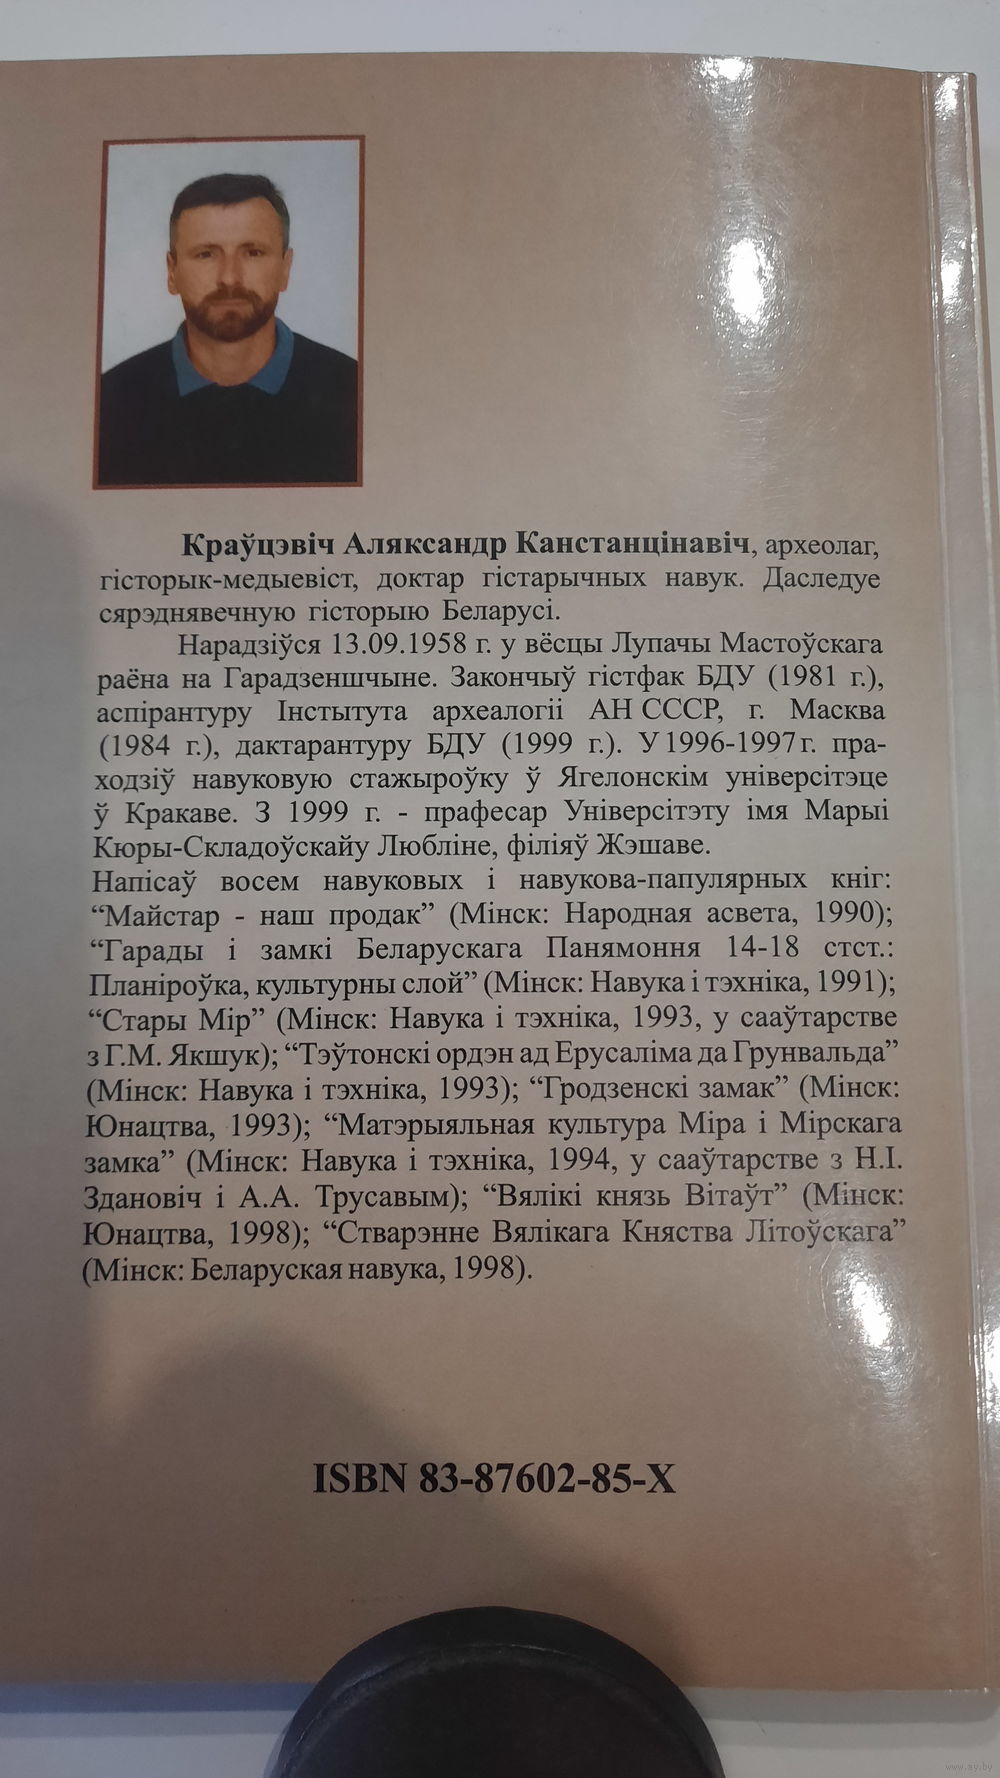 Краўцэвіч Аляксандр Канстанцінавіч, археолаг,
гісторык-медыевіст, доктар гістарычных навук. Даследуе
сярэднявечную гісторыю Беларусі.
Нарадзіўся 13.09.1958 г. у вёсцы Лупачы Мастоўскага
раёна на Гарадзеншчыне. Закончыў гістфак БДУ (1981 г.),
аспірантуру Інстытута археалогіі АН СССР, г. Масква
(1984 г.), дактарантуру БДУ (1999 г.). У 1996-1997 г. пра-
ходзіў навуковую стажыроўку ў Ягелонскім універсітэце
ў Кракаве. З 1999 г. - прафесар Універсітэту імя Марыі
Кюры-Складоўскайу Любліне, філіяў Жэшаве.
Напісаў восем навуковых і навукова-папулярных кніг:
“Майстар - наш продак” (Мінск: Народная асвета, 1990);
“Гарады і замкі Беларускага Панямоння 14-18 стст.:
Планіроўка, культурны слой” (Мінск: Навука і тэхніка, 1991);
“Стары Мір” (Мінск: Навука і тэхніка, 1993, у сааўтарстве
з Г.М. Якшук); “Тэўтонскі ордэн ад Ерусаліма да Грунвальда”
(Мінск: Навука і тэхніка, 1993); “Гродзенскі замак” (Мінск:
Юнацтва, 1993); “Матэрыяльная культура Міра і Мірскага
замка” (Мінск: Навука і тэхніка, 1994, у сааўтарстве з Н.І.
Здановіч і А.А. Трусавым); “Вялікі князь Вітаўт” (Мінск:
Юнацтва, 1998); “Стварэнне Вялікага Княства Літоўскага”
(Мінск: Беларуская навука, 1998).
ISBN 83-87602-85-X
www.ay.by